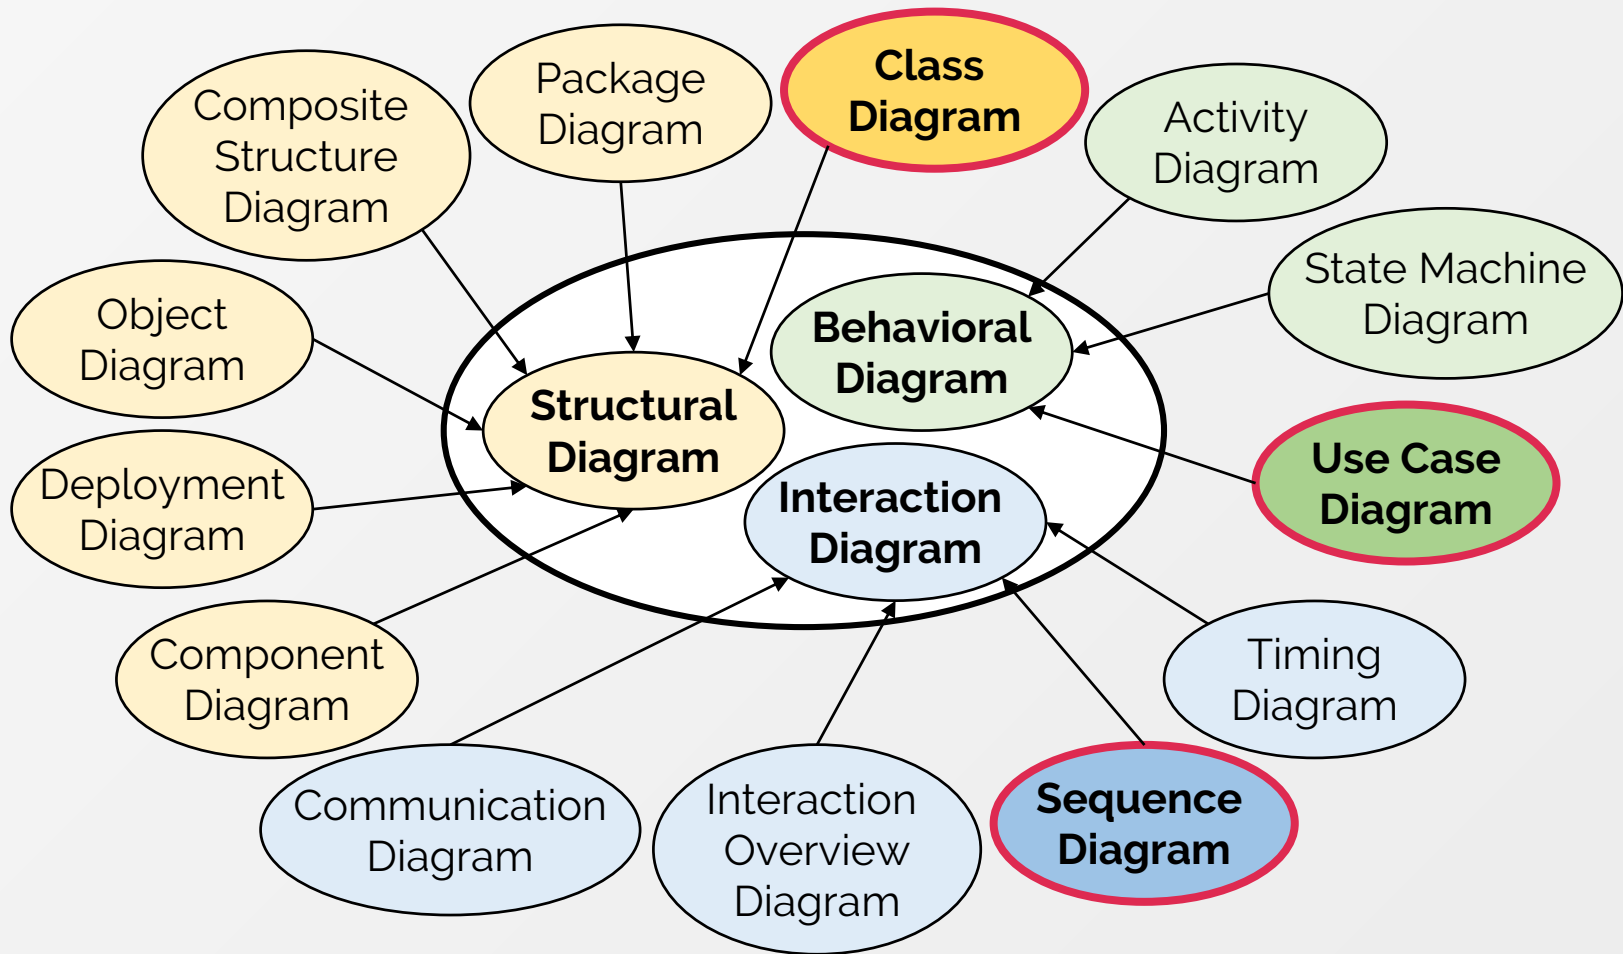 Composite
Structure
Diagram
Package
Diagram
Class
Diagram
Activity
Diagram
State Machine
Diagram
Object
Diagram
Behavioral
Diagram
Structural
Diagram
Use Case
Diagram
Deployment
Diagram
Interaction
Diagram
Component
Diagram
Timing
Diagram
Communication
Diagram
Interaction
Overview
Diagram
Sequence
Diagram